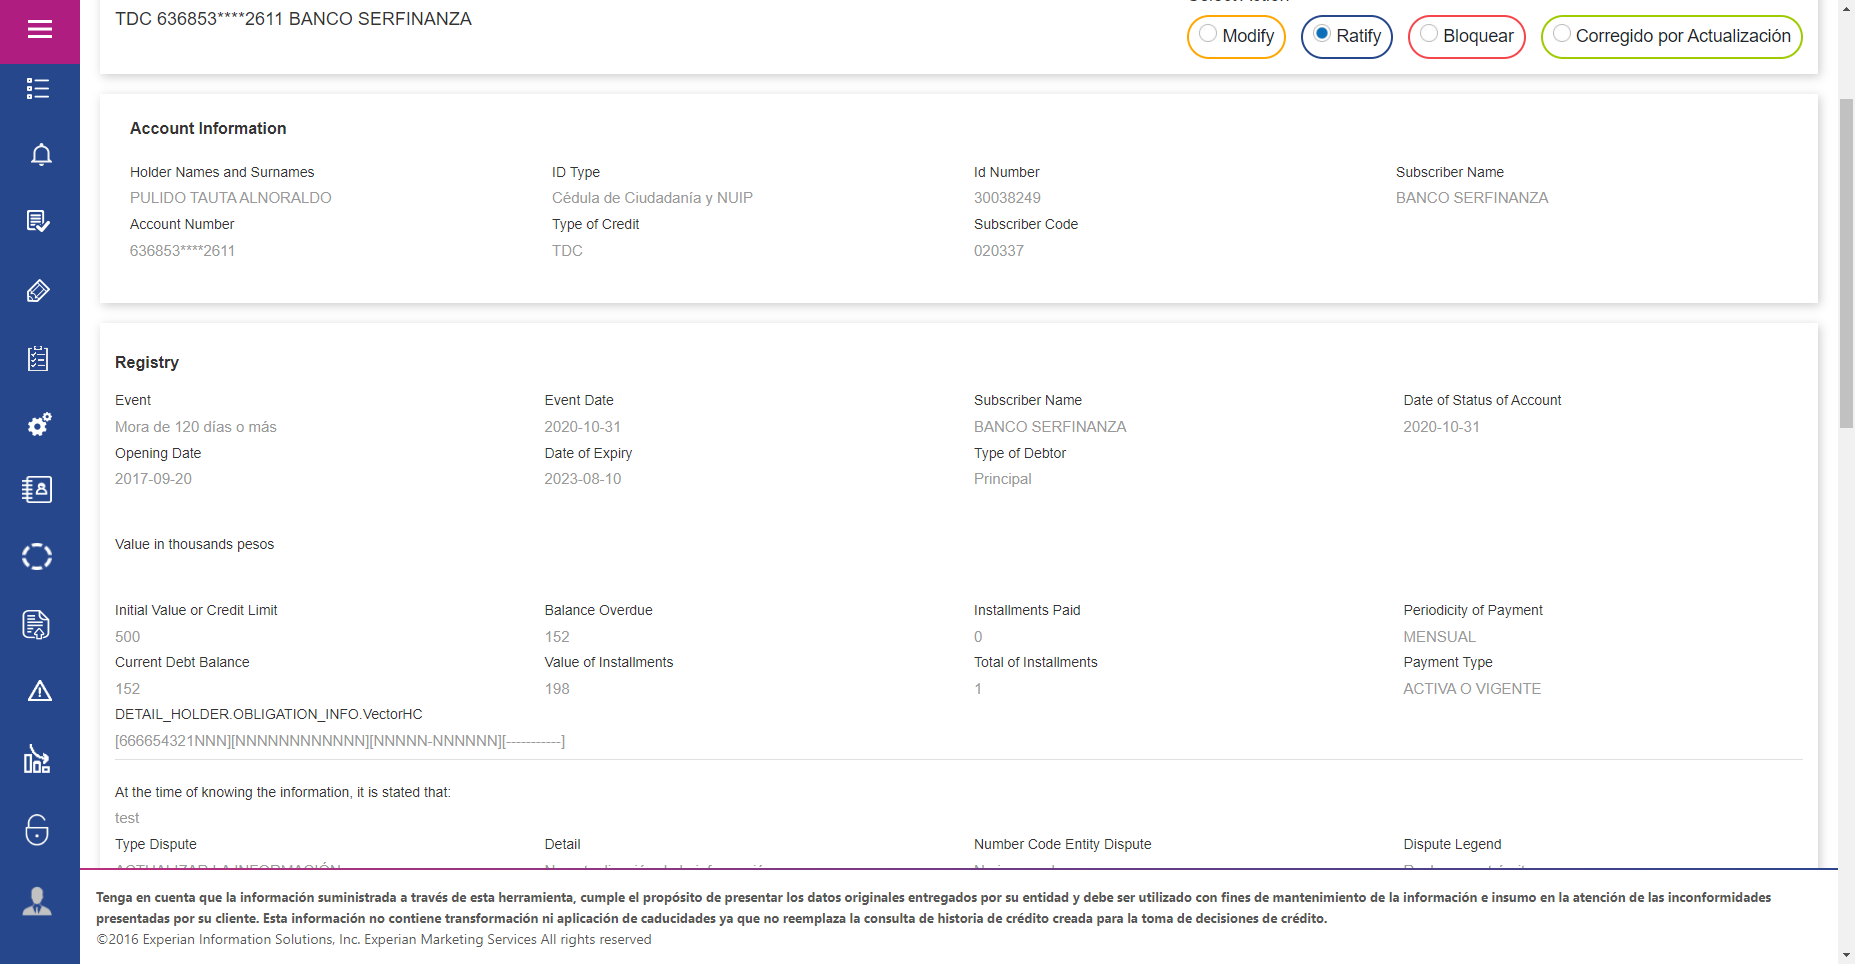 TDC 636853****2611 BANCO SERFINANZA
Select Action
Modify
Ratify
Bloquear
Corregido por Actualización
Account Information
Holder Names and Surnames
ID Type
Id Number
Subscriber Name
PULIDO TAUTA ALNORALDO
Cédula de Ciudadanía y NUIP
30038249
BANCO SERFINANZA
Account Number
Type of Credit
Subscriber Code
636853****2611
TDC
020337
Registry
Event
Event Date
Subscriber Name
Date of Status of Account
Mora de 120 días o más
2020-10-31
BANCO SERFINANZA
2020-10-31
Opening Date
Date of Expiry
Type of Debtor
2017-09-20
2023-08-10
Principal
Value in thousands pesos
Initial Value or Credit Limit
Balance Overdue
Installments Paid
Periodicity of Payment
500
152
0
MENSUAL
Current Debt Balance
Value of Installments
Total of Installments
Payment Type
152
198
1
ACTIVA O VIGENTE
DETAIL_HOLDER.OBLIGATION_INFO.VectorHC
[666654321NNN][NNNNNNNNNNNN][NNNNN-NNNNNN][-----------]
At the time of knowing the information, it is stated that:
test
Type Dispute
Detail
Number Code Entity Dispute
Dispute Legend
ACTUALIZAR LA INFORMACIÓN
Tenga en cuenta que la información suministrada a través de esta herramienta, cumple el propósito de presentar los datos originales entregados por su entidad y debe ser utilizado con fines de mantenimiento de la información e insumo en la atención de las inconformidades
presentadas por su cliente. Esta información no contiene transformación ni aplicación de caducidades ya que no reemplaza la consulta de historia de crédito creada para la toma de decisiones de crédito.
©2016 Experian Information Solutions, Inc. Experian Marketing Services All rights reserved